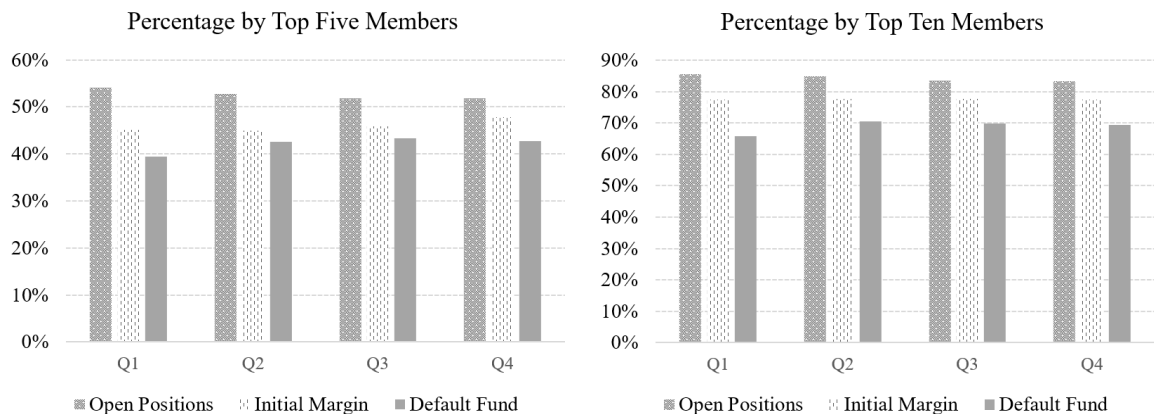 Percentage by Top Five Members
60%
50%
40%
30%
20%
10%
0%
Q1 Q2 Q3 Q4
Open Positions Initial Margin Default Fund
Percentage by Top Ten Members
90%
80%
70%
60%
50%
40%
30%
20%
10%
0%
Q1 Q2 Q3 Q4
Open Positions Initial Margin Default Fund